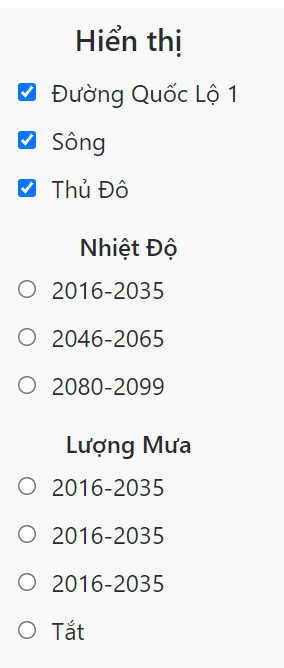 Hiển thị
Đường Quốc Lộ 1
Sông
Thủ Đô
Nhiệt Độ
2016-2035
2046-2065
2080-2099
Lượng Mưa
2016-2035
2016-2035
2016-2035
Tắt